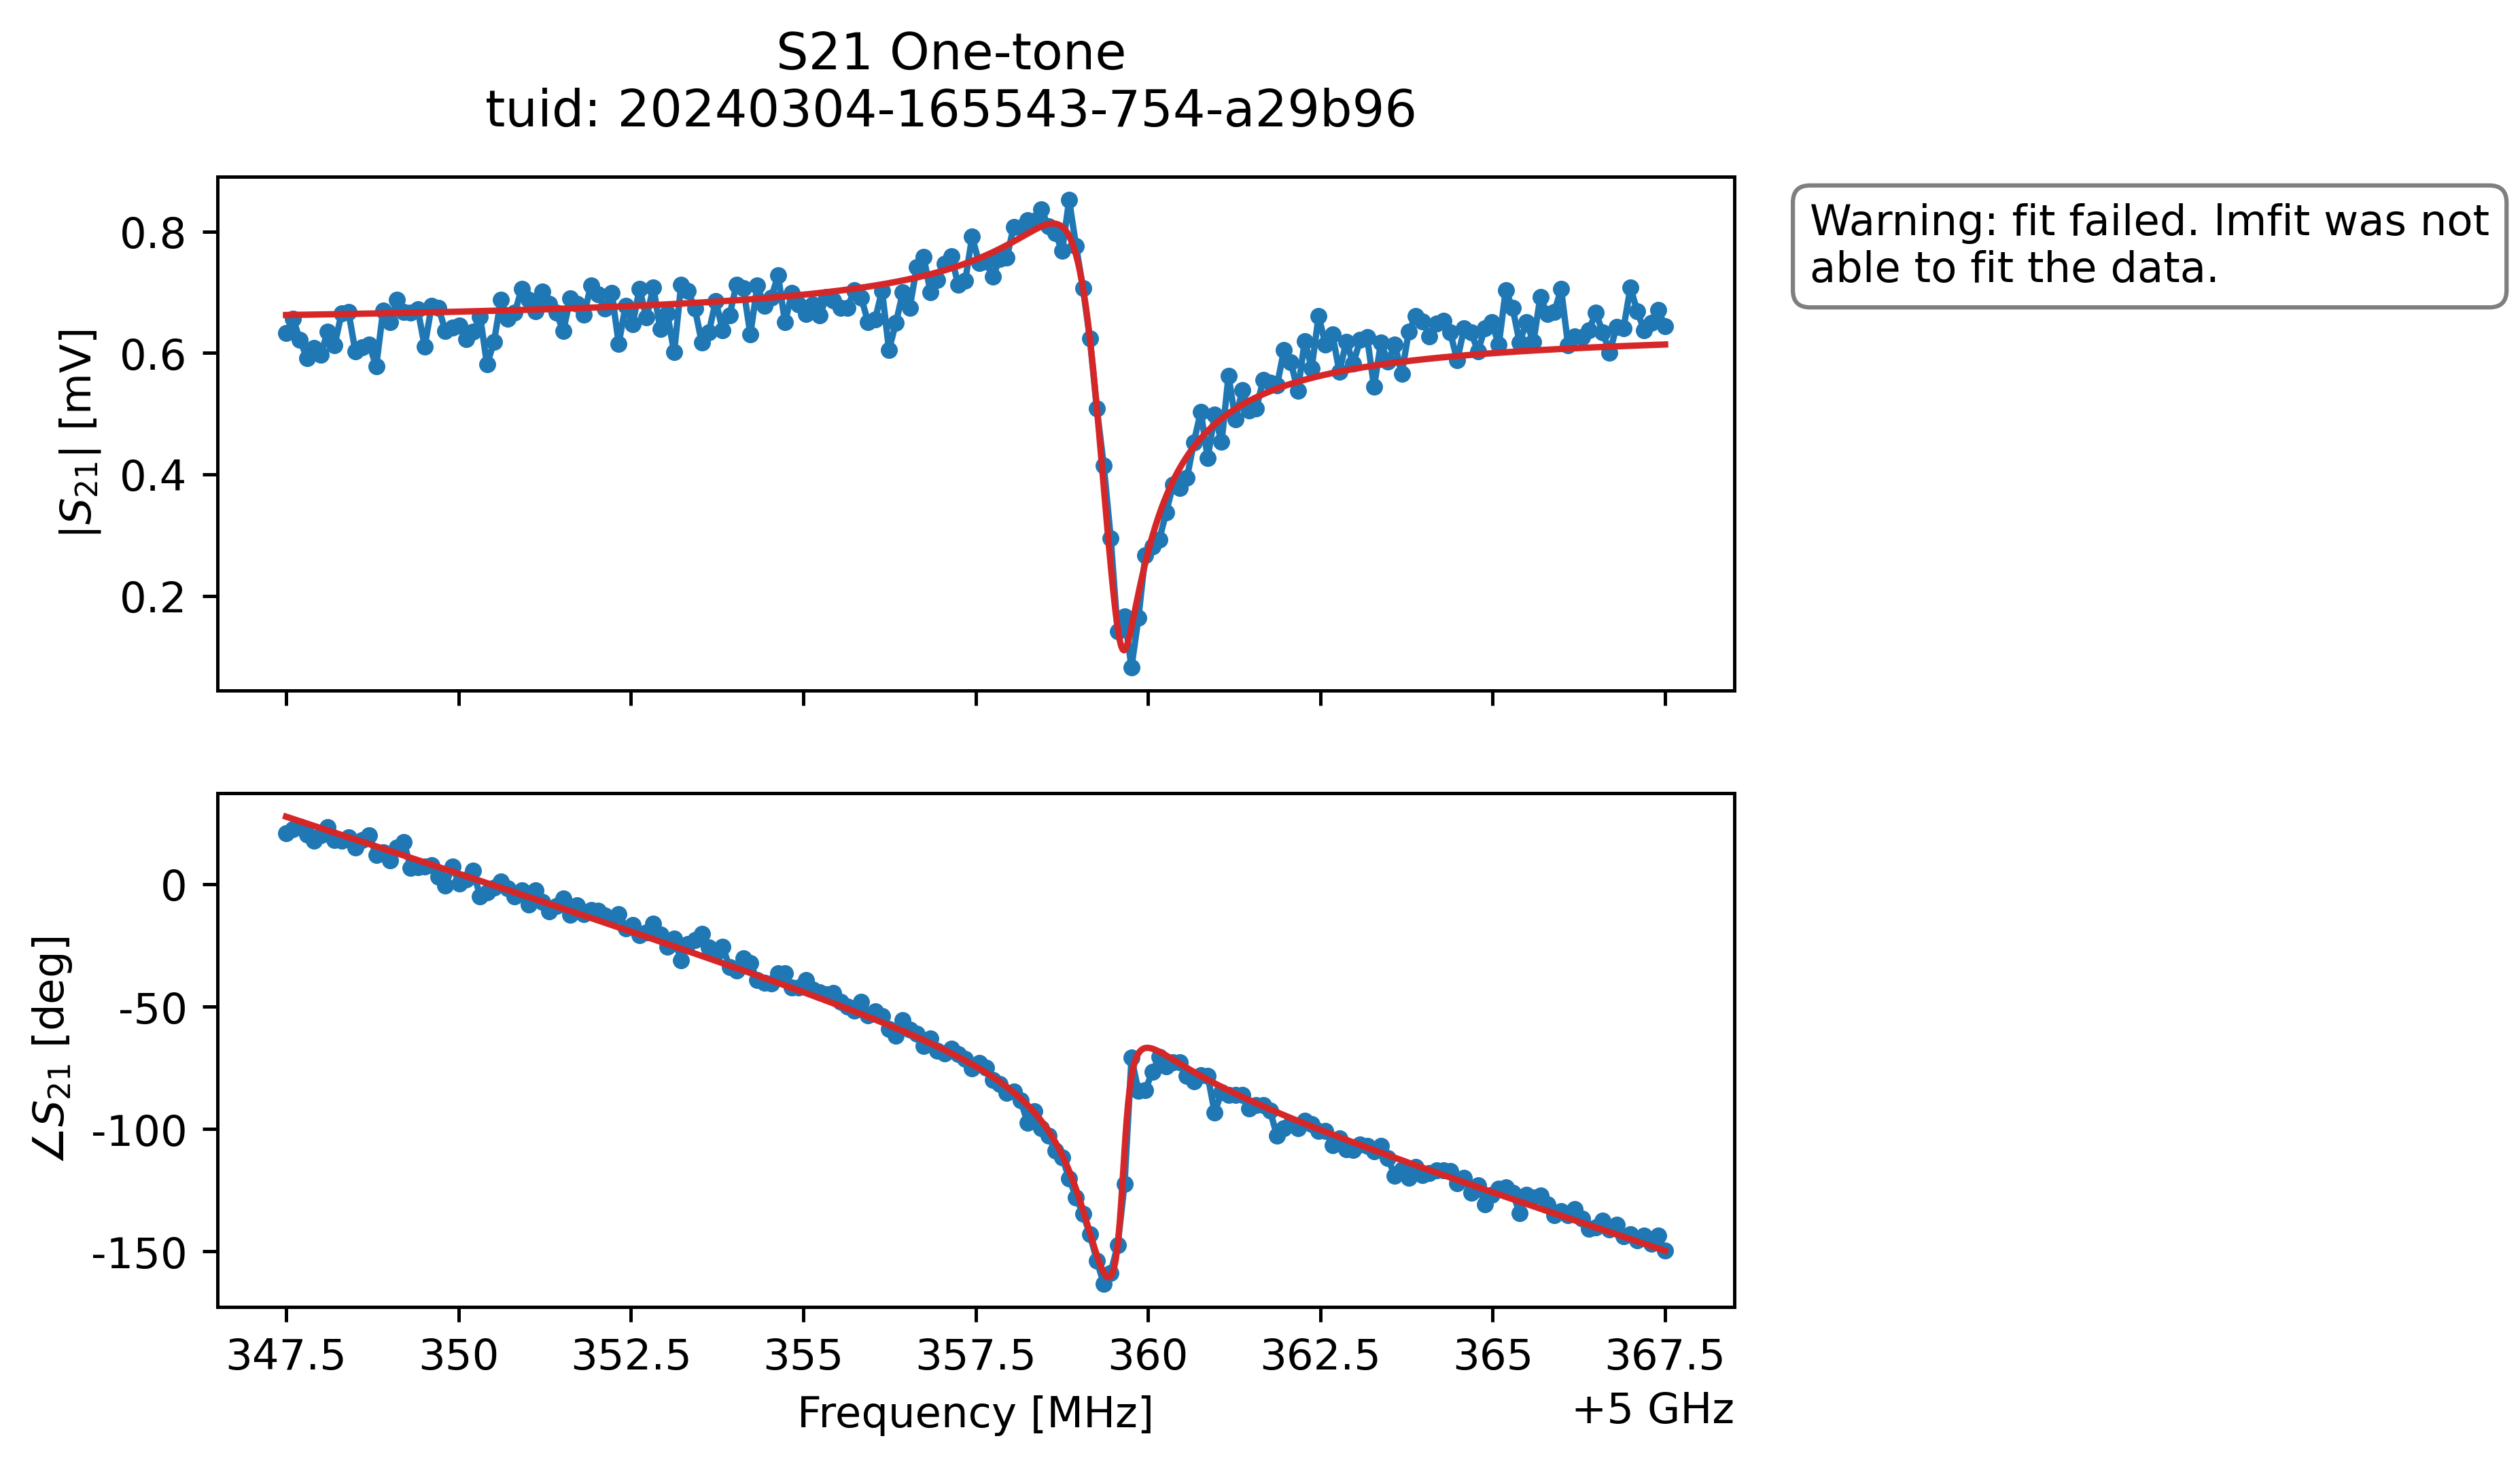 S21 One-tone
tuid: 20240304-165543-754-a29b96
Warning: fit failed. lmfit was not
able to fit the data.
|S21| [mV]
0.8
0.6
0.4
0.2
∠S21 [deg]
0
-50
-100
-150
347.5 350 352.5 355 357.5 360 362.5 365 367.5
Frequency [MHz]
+5 GHz